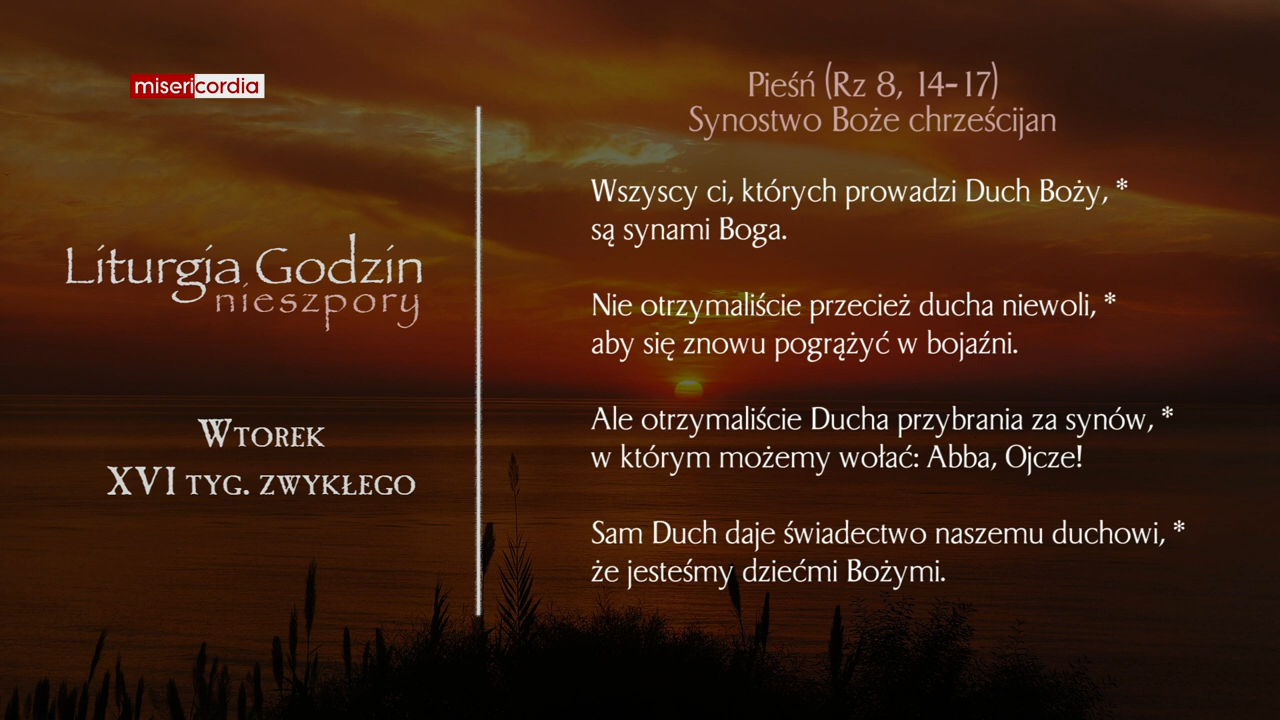 misericordia
Liturgia Godzin
nieszpory
Wtorek
XVI tyg. zwykłego
Pieśń (Rz 8, 14-17)
Synostwo Boże chrześcijan
Wszyscy ci, których prowadzi Duch Boży, *
są synami Boga.
Nie otrzymaliście przecież ducha niewoli, *
aby się znowu pogrążyć w bojaźni.
Ale otrzymaliście Ducha przybrania za synów, *
w którym możemy wołać: Abba, Ojcze!
Sam Duch daje świadectwo naszemu duchowi, *
że jesteśmy dziećmi Bożymi.